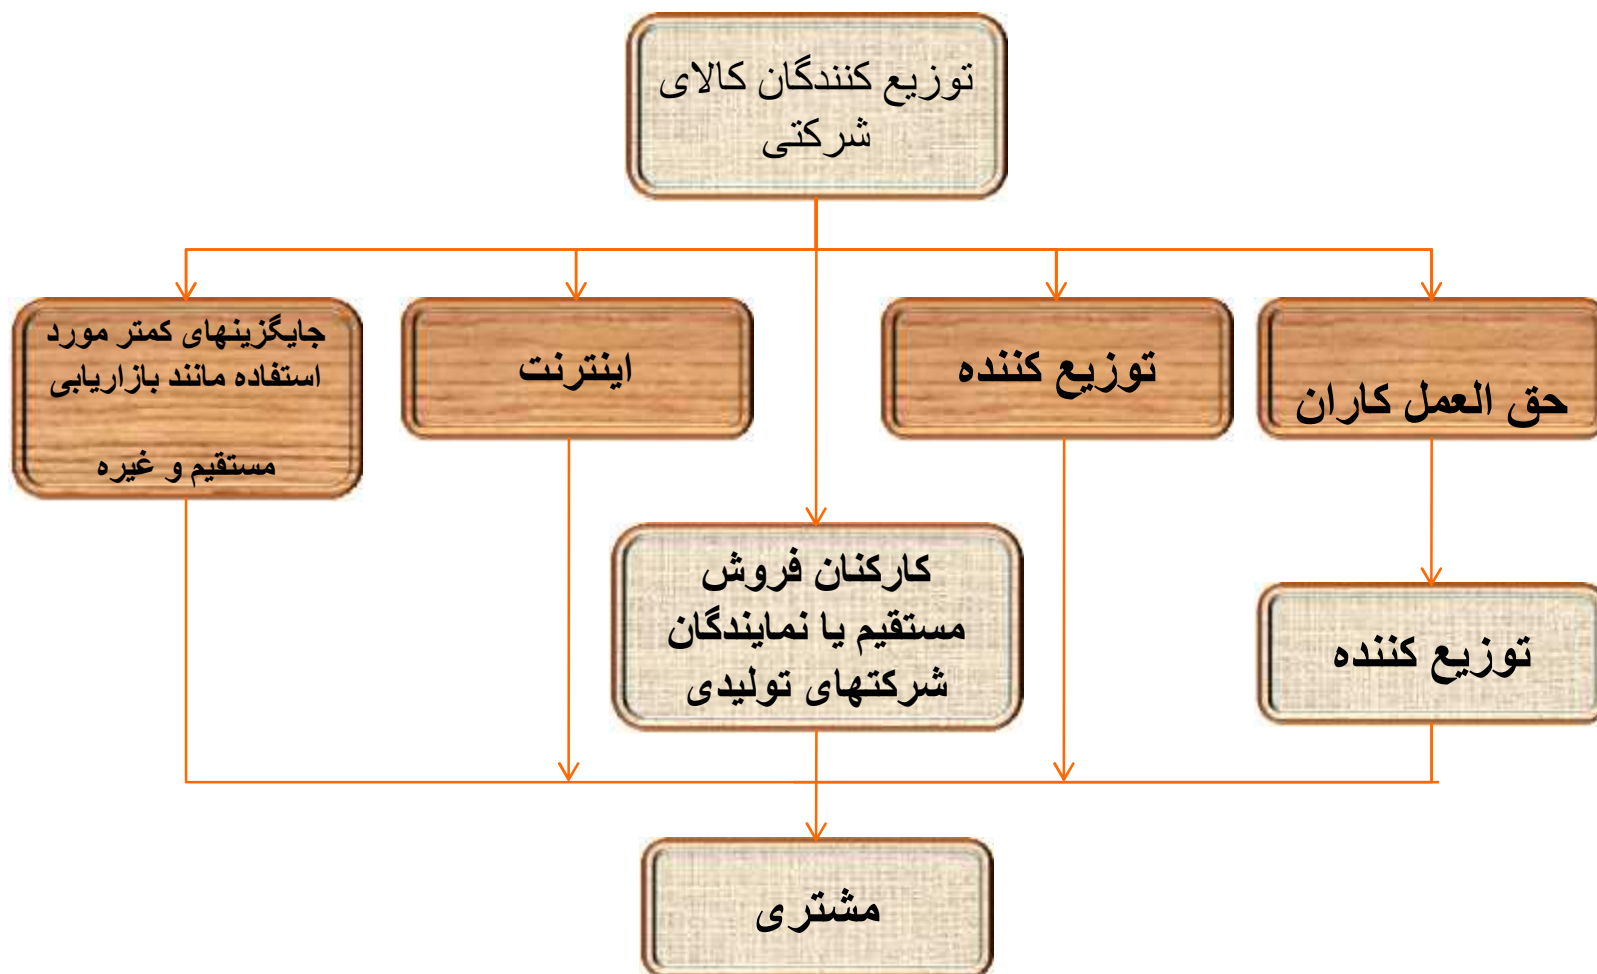 توزیع کنندگان کالای
شرکتی
حق العمل کاران
توزیع کننده
اینترنت
جایگزینهای کمتر مورد
استفاده مانند بازاریابی
مستقیم و غیره
کارکنان فروش
مستقیم یا نمایندگان
شرکتهای تولیدی
توزیع کننده
مشتری